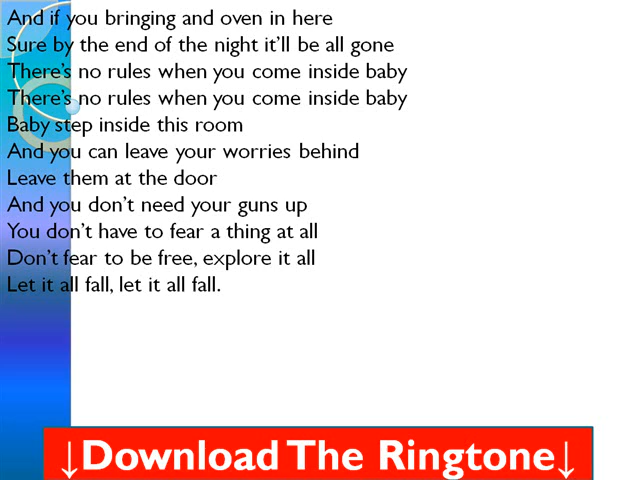 And if you bringing and oven in here
Sure by the end of the night it'll be all gone
There's no rules when you come inside baby
There's no rules when you come inside baby
Baby step inside this room
And you can leave your worries behind
Leave them at the door
And you don't need your guns up
You don't have to fear a thing at all
Don't fear to be free, explore it all
Let it all fall, let it all fall.
↓Download The Ringtone↓